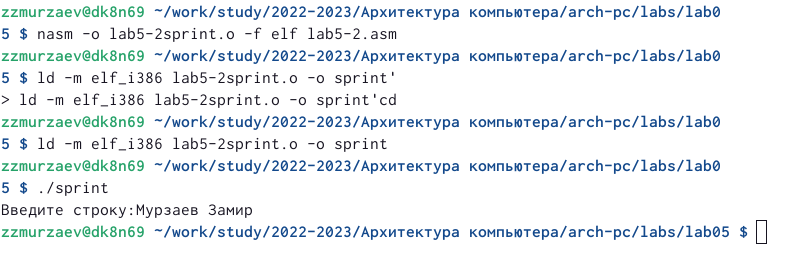 zzmurzaev@dk8n69 ~/work/study/2022-2023/Архитектура компьютера/arch-pc/labs/lab0
5 $ nasm -o lab5-2sprint.o -f elf lab5-2.asm
zzmurzaev@dk8n69 ~/work/study/2022-2023/Архитектура компьютера/arch-pc/labs/lab0
5 $ ld -m elf_i386 lab5-2sprint.o -o sprint'
> ld -m elf_i386 lab5-2sprint.o -o sprint'cd
zzmurzaev@dk8n69 ~/work/study/2022-2023/Архитектура компьютера/arch-pc/labs/lab0
5 $ ld -m elf_i386 lab5-2sprint.o -o sprint
zzmurzaev@dk8n69 ~/work/study/2022-2023/Архитектура компьютера/arch-pc/labs/lab0
5 $ ./sprint
Введите строку:Мурзаев Замир
zzmurzaev@dk8n69 ~/work/study/2022-2023/Архитектура компьютера/arch-pc/labs/lab05 $